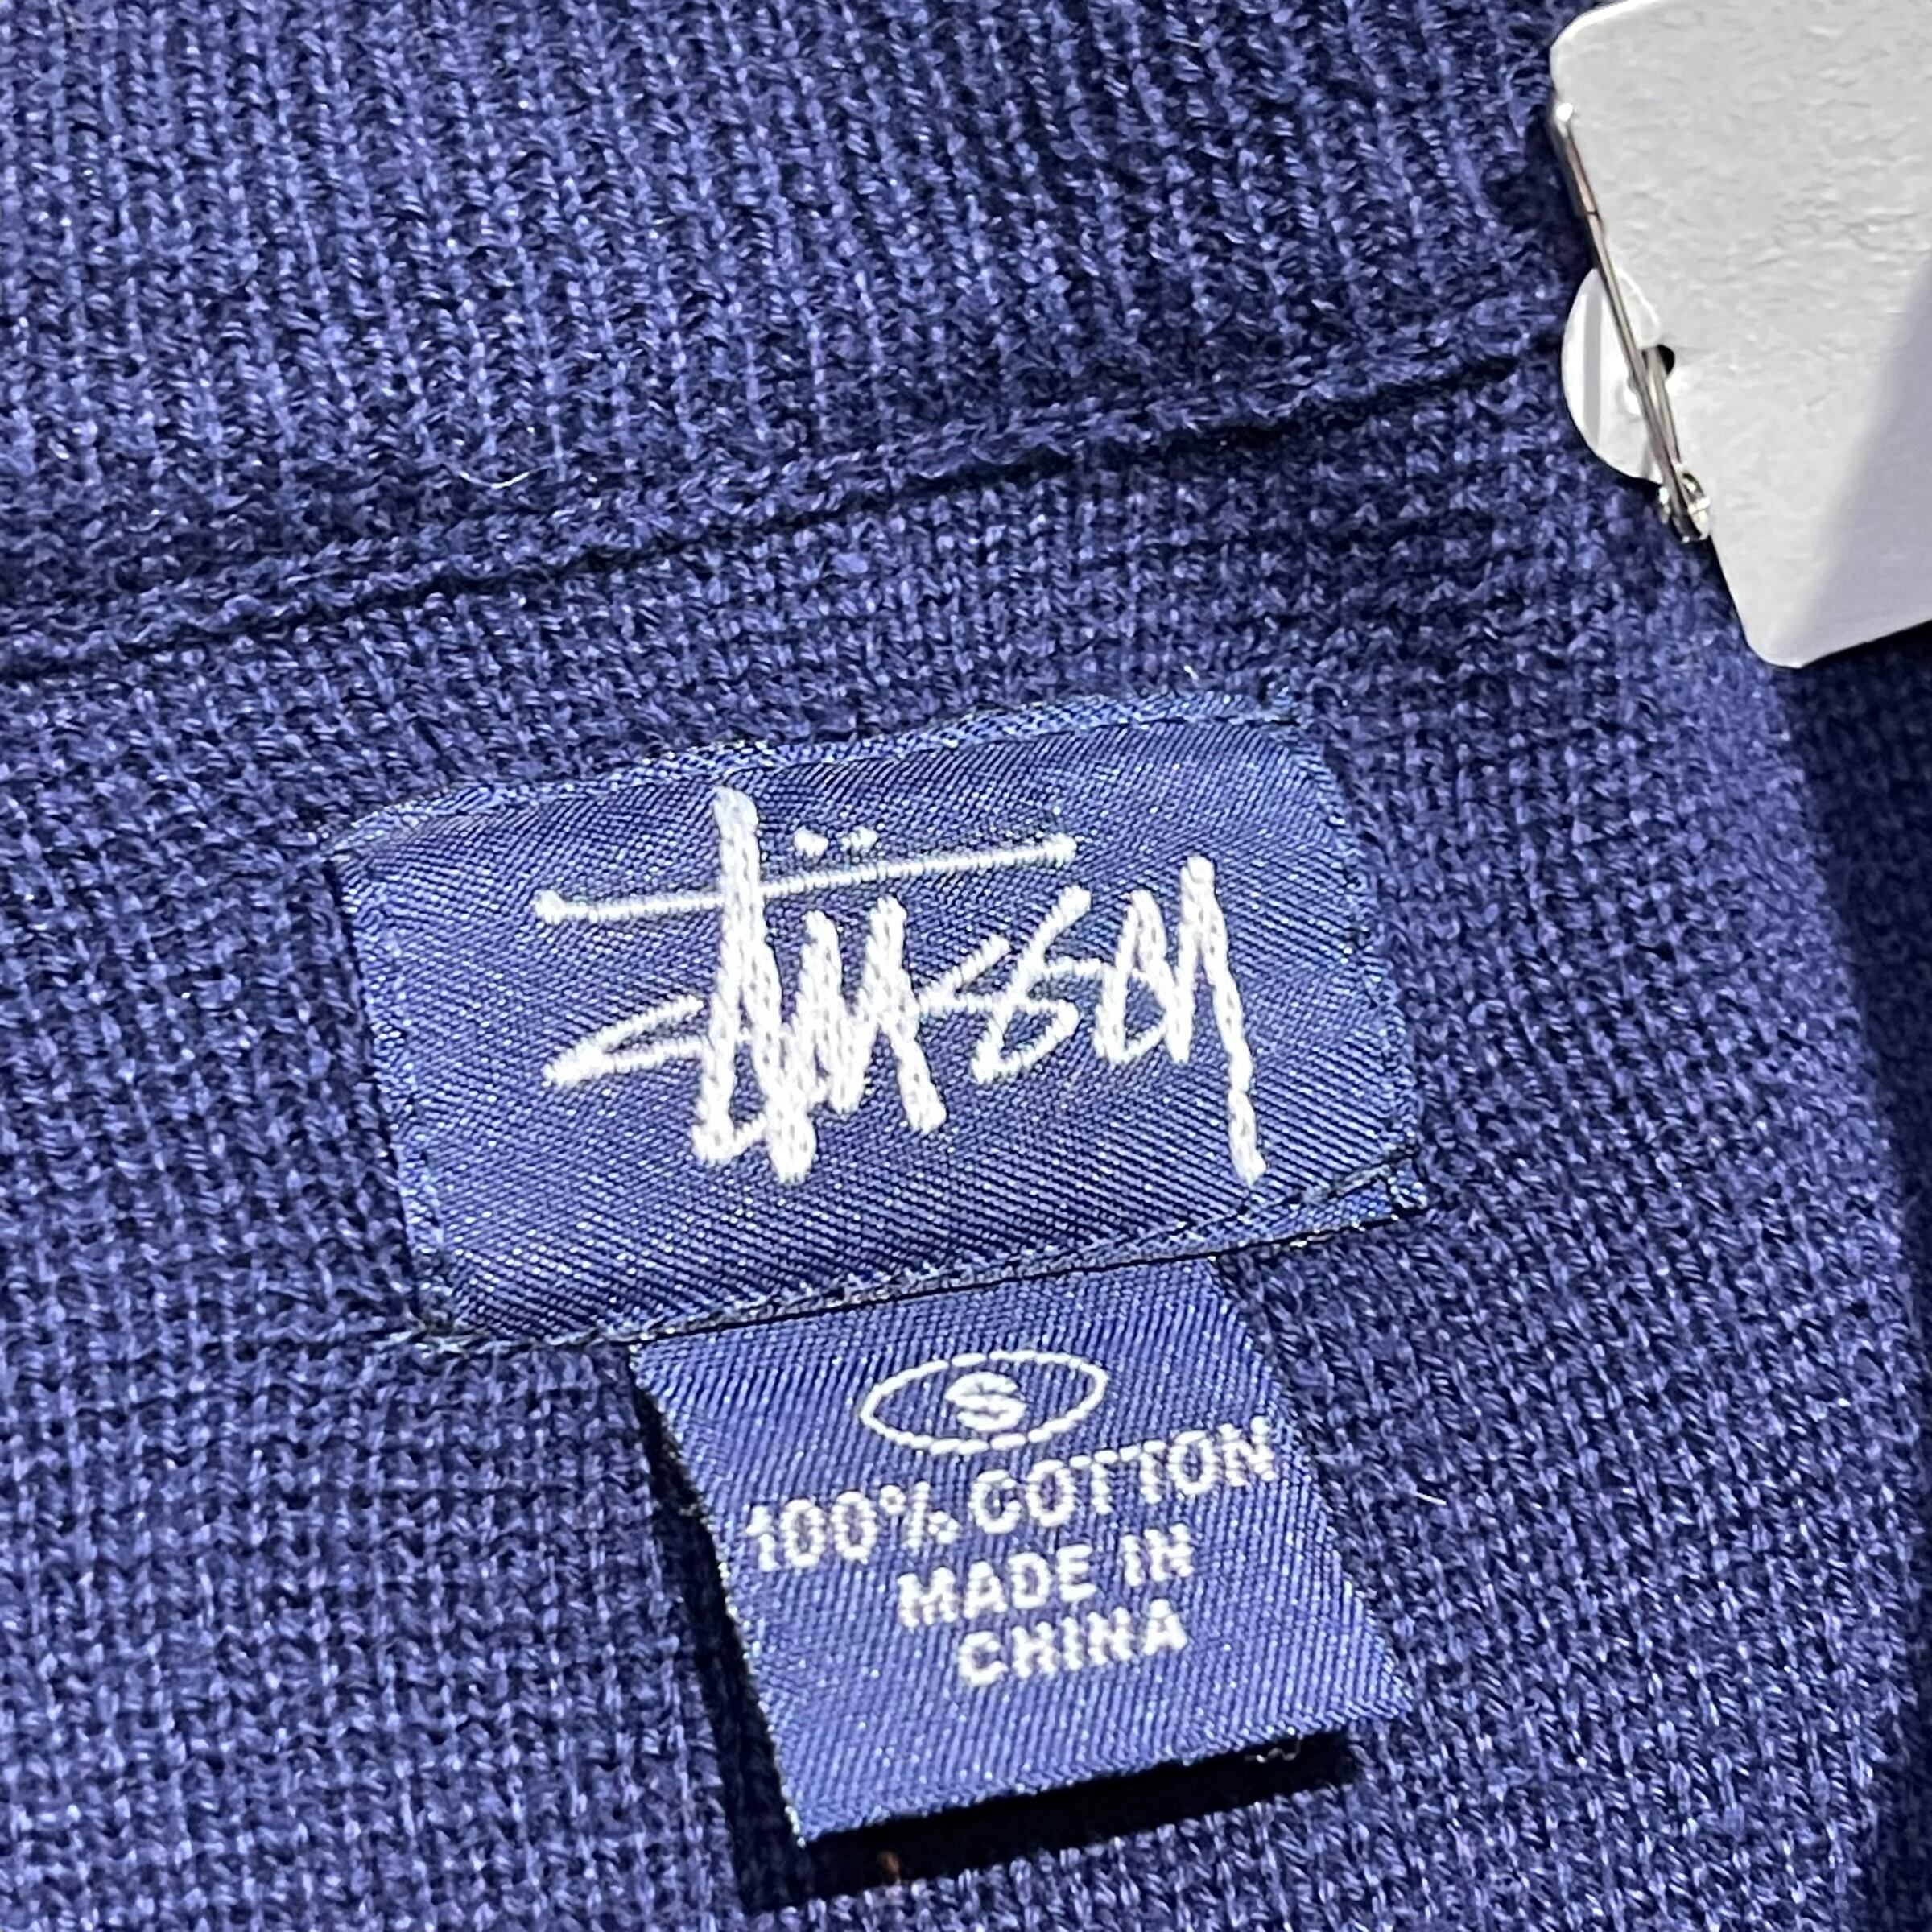 Stüssy
S
100% COTTON
MADE IN
CHINA